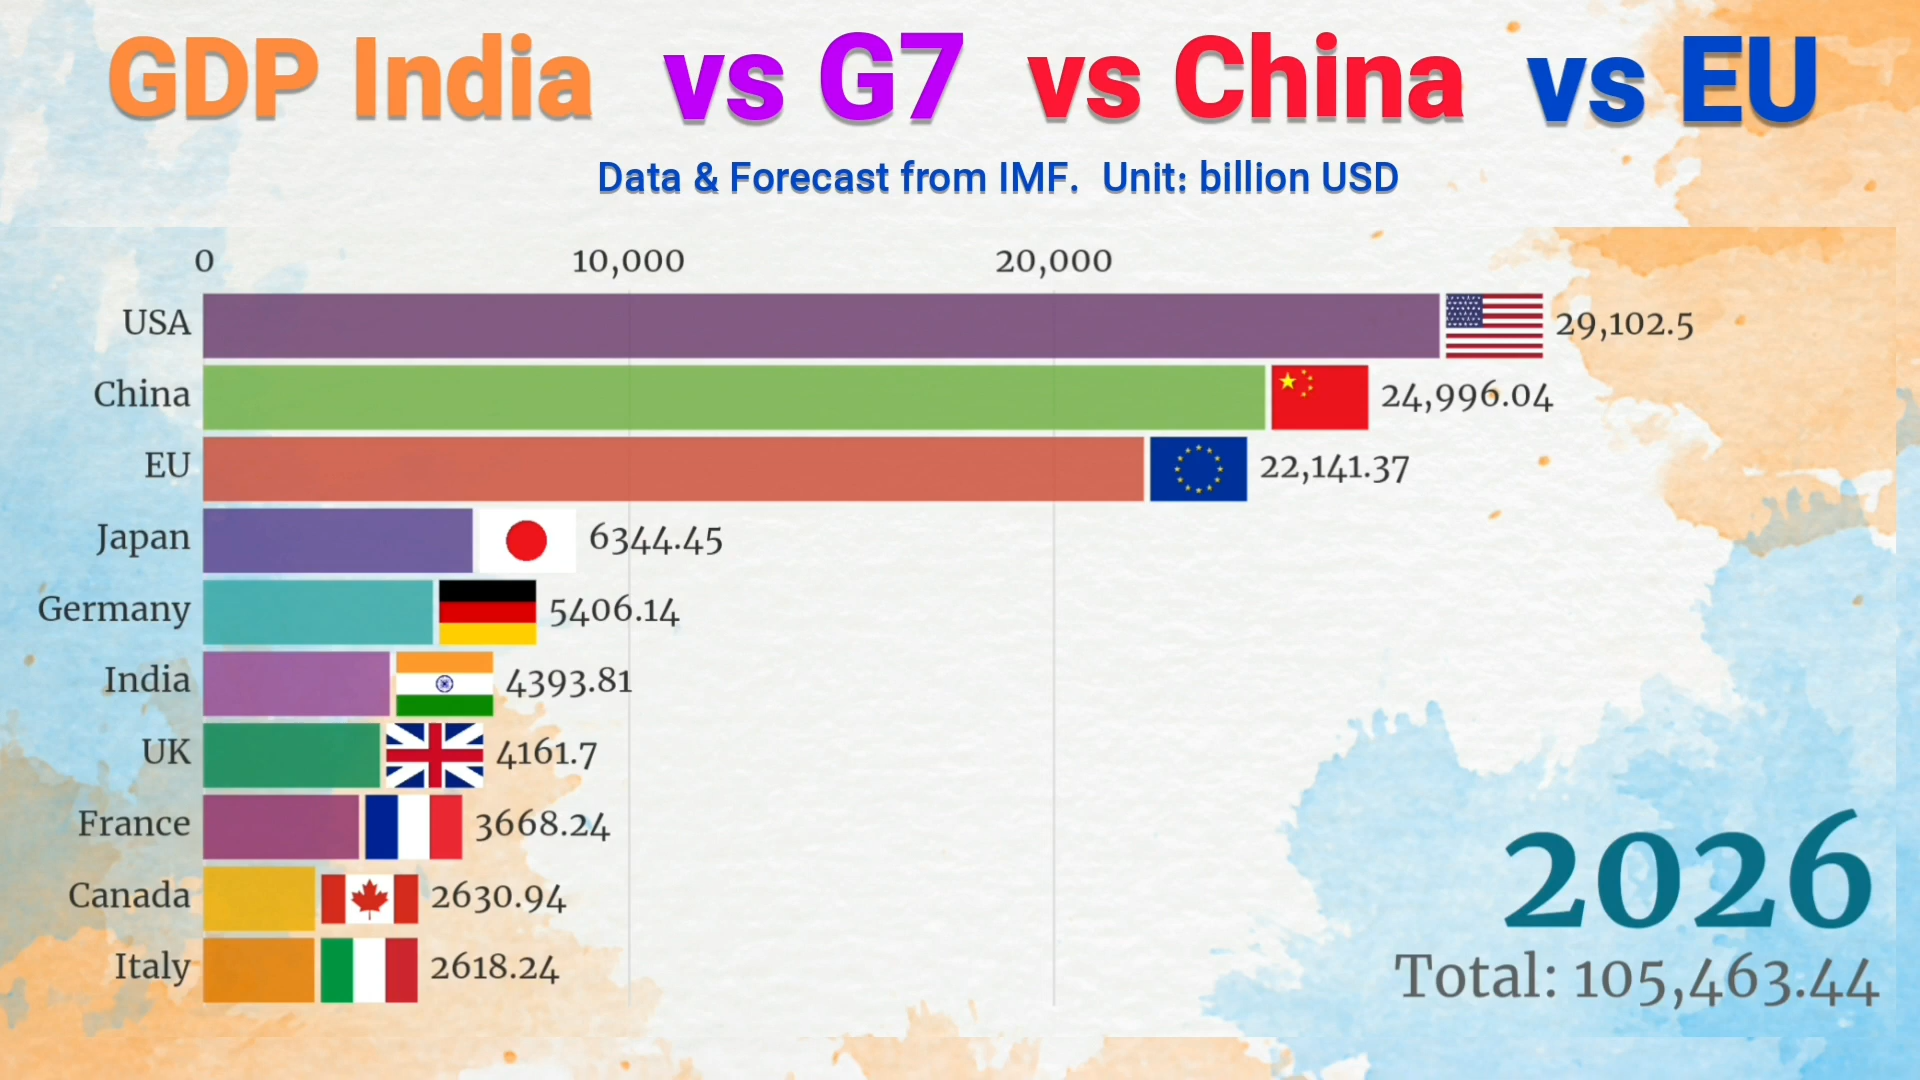 GDP India vs G7 vs China vs EU
Data & Forecast from IMF. Unit: billion USD
0 10,000 20,000
USA 29,102.5
China 24,996.04
EU 22,141.37
Japan 6344.45
Germany 5406.14
India 4393.81
UK 4161.7
France 3668.24
Canada 2630.94
Italy 2618.24
2026
Total: 105,463.44